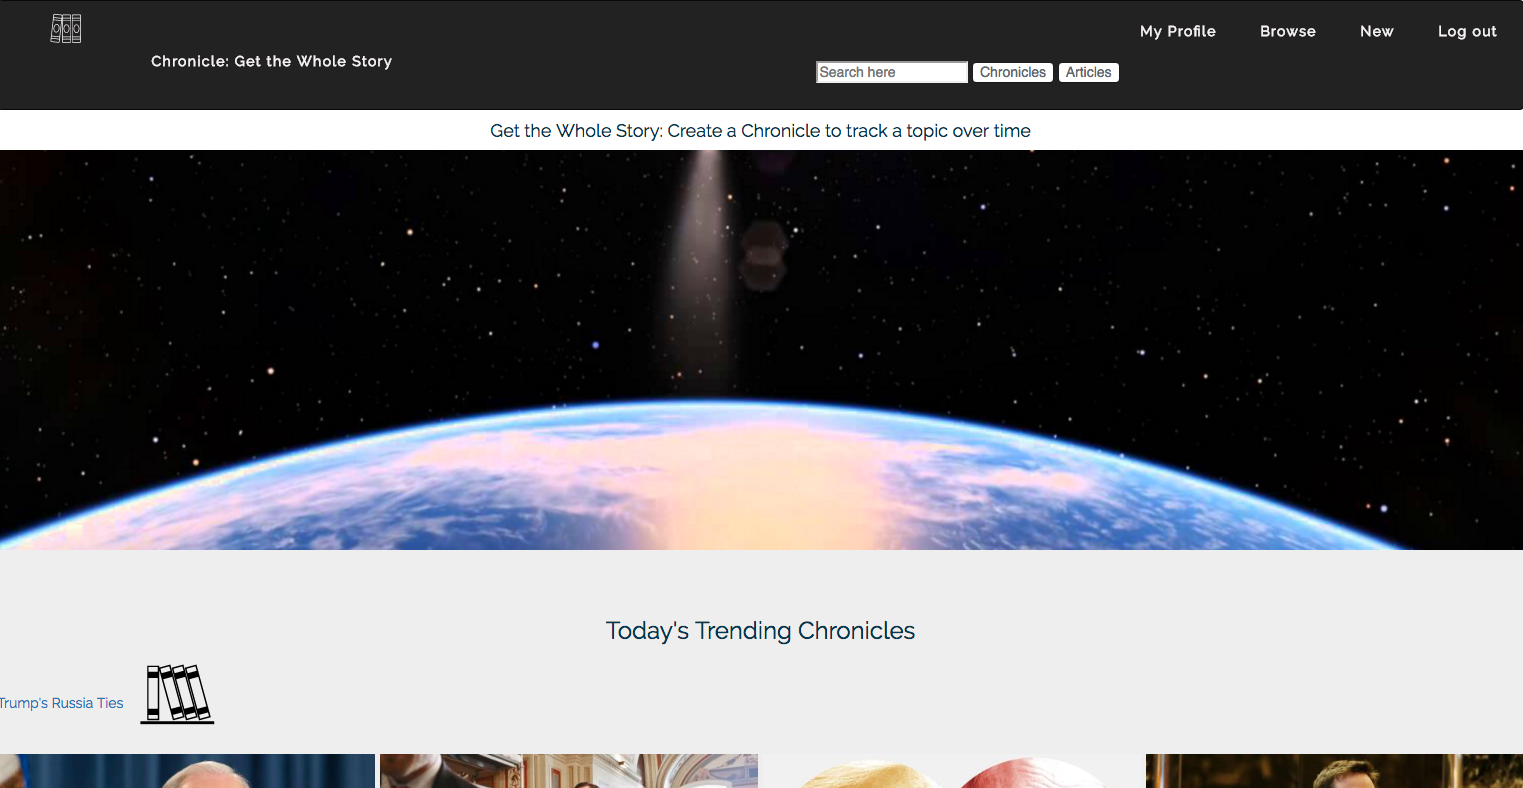 My Profile Browse New Log out
Chronicle: Get the Whole Story
Search here Chronicles Articles
Get the Whole Story: Create a Chronicle to track a topic over time
Today's Trending Chronicles
Trump's Russia Ties